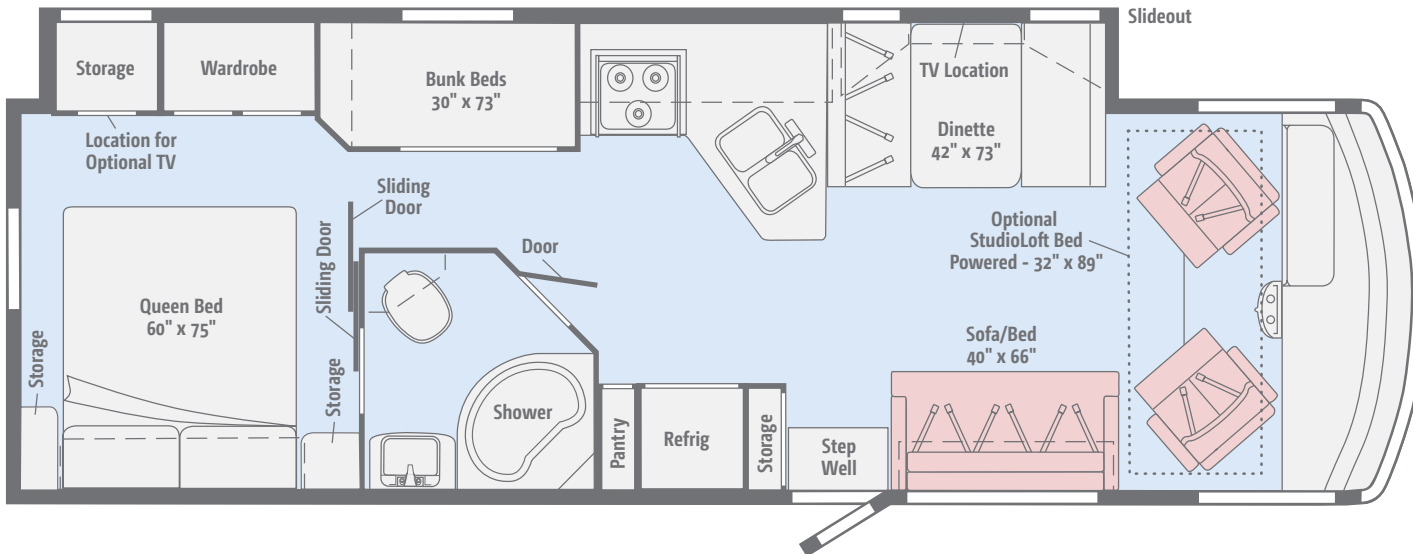 Slideout
Storage
Wardrobe
Bunk Beds
30" x 73"
TV Location
Dinette
42" x 73"
Location for
Optional TV
Sliding
Door
Door
Sliding Door
Optional
StudioLoft Bed
Powered - 32" x 89"
Queen Bed
60" x 75"
Sofa/Bed
40" x 66"
Storage
Storage
Shower
Pantry
Refrig
Storage
Step
Well